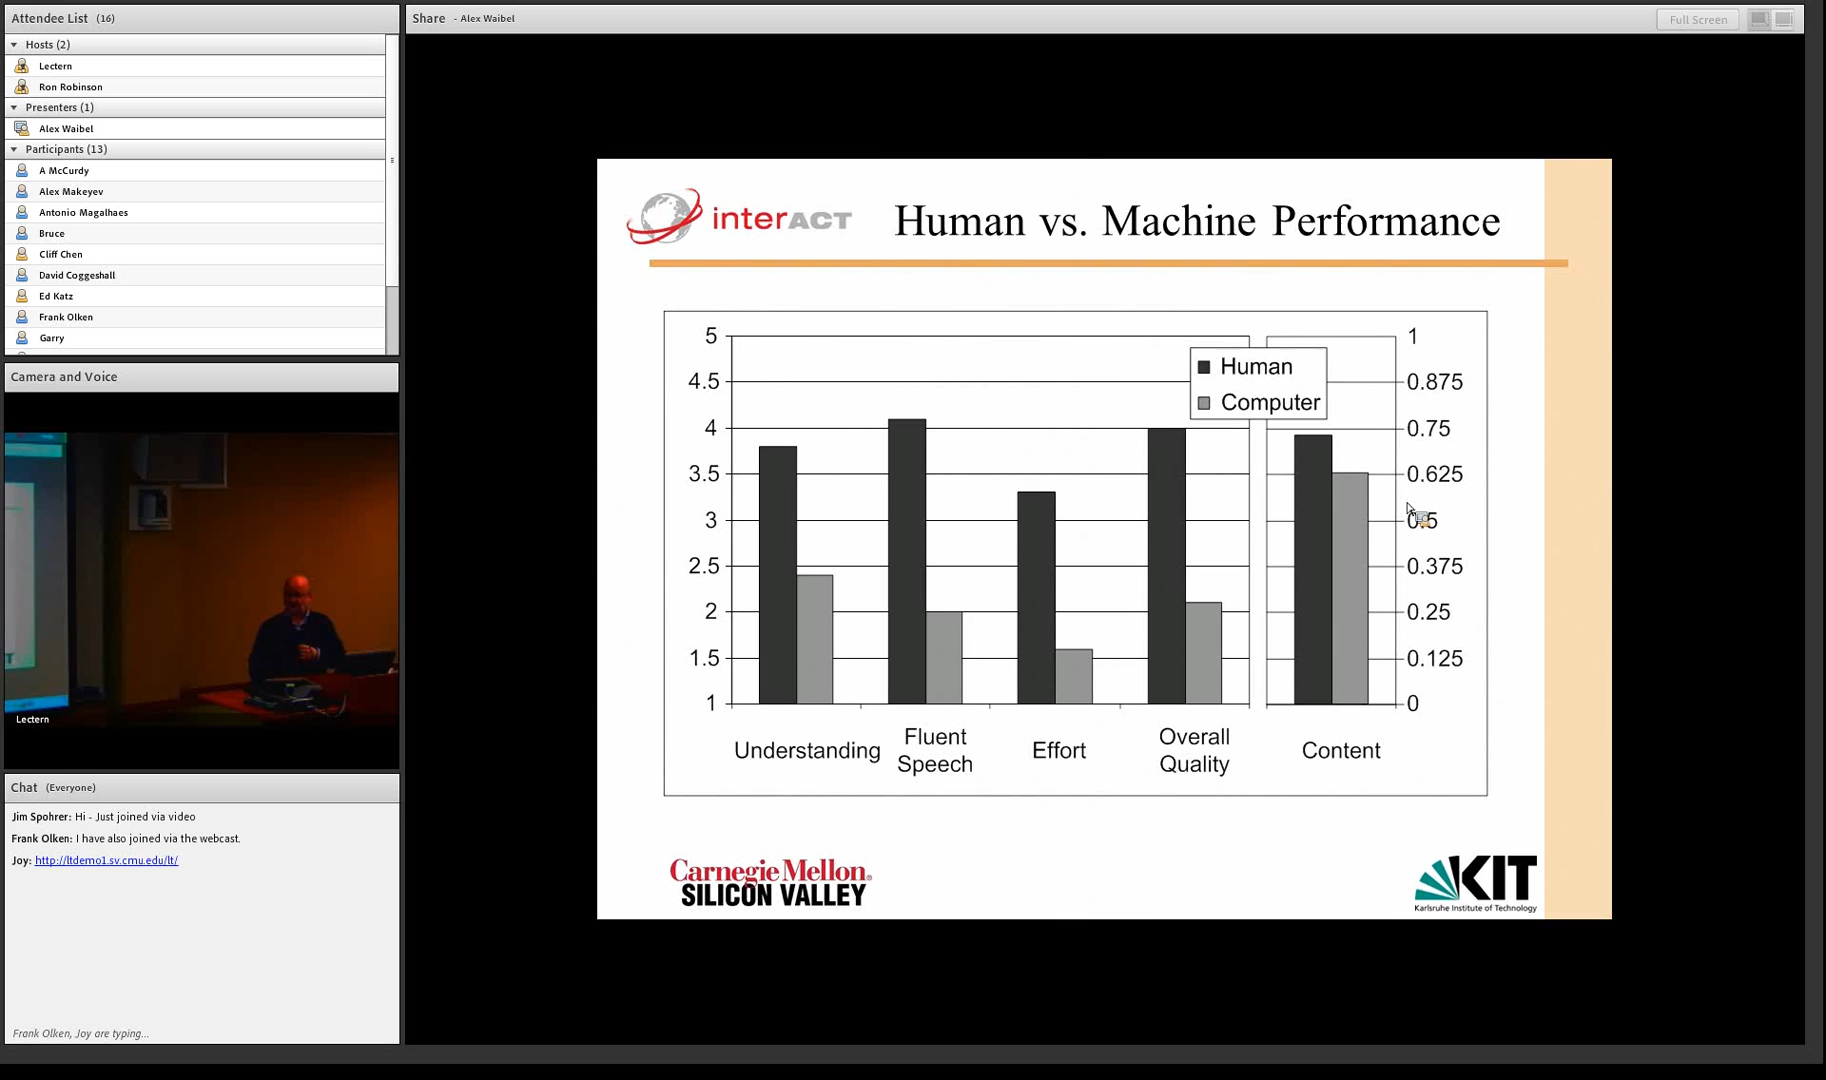 Attendee List (16)
Hosts (2)
Lectern
Ron Robinson
Presenters (1)
Alex Waibel
Participants (13)
A McCurdy
Alex Makeyev
Antonio Magalhaes
Bruce
Cliff Chen
David Coggeshall
Ed Katz
Frank Olken
Garry
Camera and Voice
Lectern
Chat (Everyone)
Jim Spohrer: Hi - Just joined via video
Frank Olken: I have also joined via the webcast.
Joy: http://ltdemo1.sv.cmu.edu/lt/
Frank Olken, Joy are typing...
Share - Alex Waibel
Full Screen
interACT
Human vs. Machine Performance
5
4.5
4
3.5
3
2.5
2
1.5
1
Human
Computer
1
0.875
0.75
0.625
0.5
0.375
0.25
0.125
0
Understanding
Fluent
Speech
Effort
Overall
Quality
Content
Carnegie Mellon®
SILICON VALLEY
KIT
Karlsruhe Institute of Technology